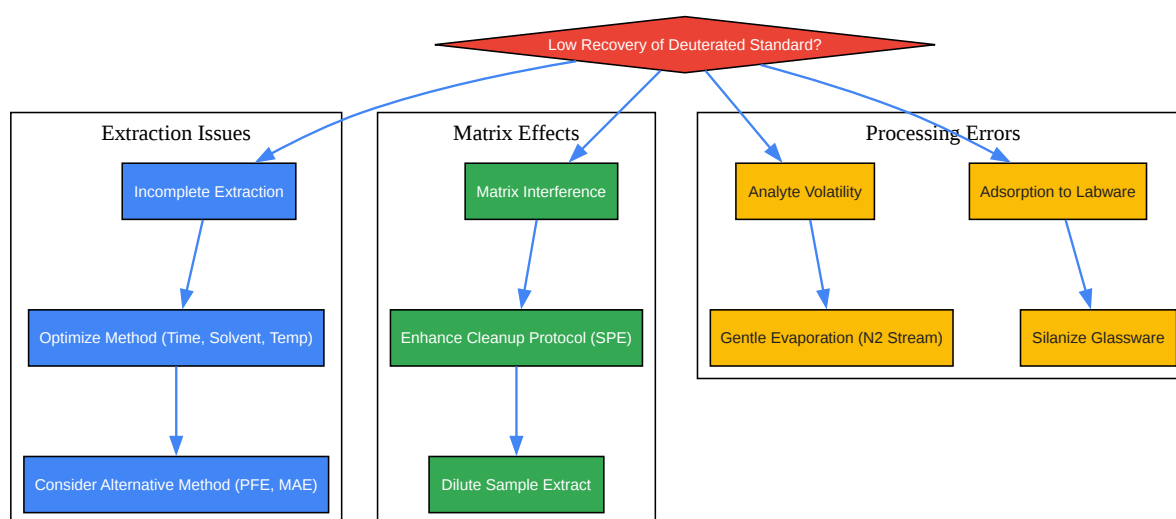 Low Recovery of Deuterated Standard?
Extraction Issues
Incomplete Extraction
Optimize Method (Time, Solvent, Temp)
Consider Alternative Method (PFE, MAE)
Matrix Effects
Matrix Interference
Enhance Cleanup Protocol (SPE)
Dilute Sample Extract
Processing Errors
Analyte Volatility
Adsorption to Labware
Gentle Evaporation (N2 Stream)
Silanize Glassware